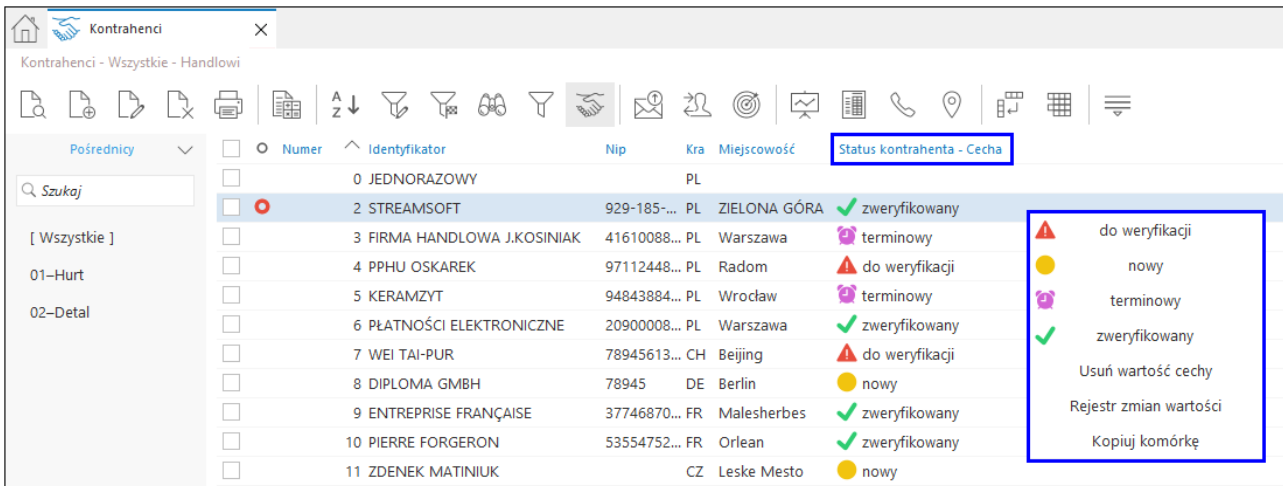 Kontrahenci
Kontrahenci - Wszystkie - Handlowi
Pośrednicy
Szukaj
[ Wszystkie ]
01–Hurt
02–Detal
Numer Identyfikator Nip Kra Miejscowość Status kontrahenta - Cecha
0 JEDNORAZOWY PL
2 STREAMSOFT 929-185-... PL ZIELONA GÓRA zweryfikowany
3 FIRMA HANDLOWA J.KOSINIAK 41610088... PL Warszawa terminowy
4 PPHU OSKAREK 97112448... PL Radom do weryfikacji
5 KERAMZYT 94843884... PL Wrocław terminowy
6 PŁATNOŚCI ELEKTRONICZNE 20900008... PL Warszawa zweryfikowany
7 WEI TAI-PUR 78945613... CH Beijing do weryfikacji
8 DIPLOMA GMBH 78945 DE Berlin nowy
9 ENTREPRISE FRANÇAISE 37746870... FR Malesherbes zweryfikowany
10 PIERRE FORGERON 53554752... FR Orlean zweryfikowany
11 ZDENEK MATINIUK CZ Leske Mesto nowy
do weryfikacji
nowy
terminowy
zweryfikowany
Usuń wartość cechy
Rejestr zmian wartości
Kopiuj komórkę